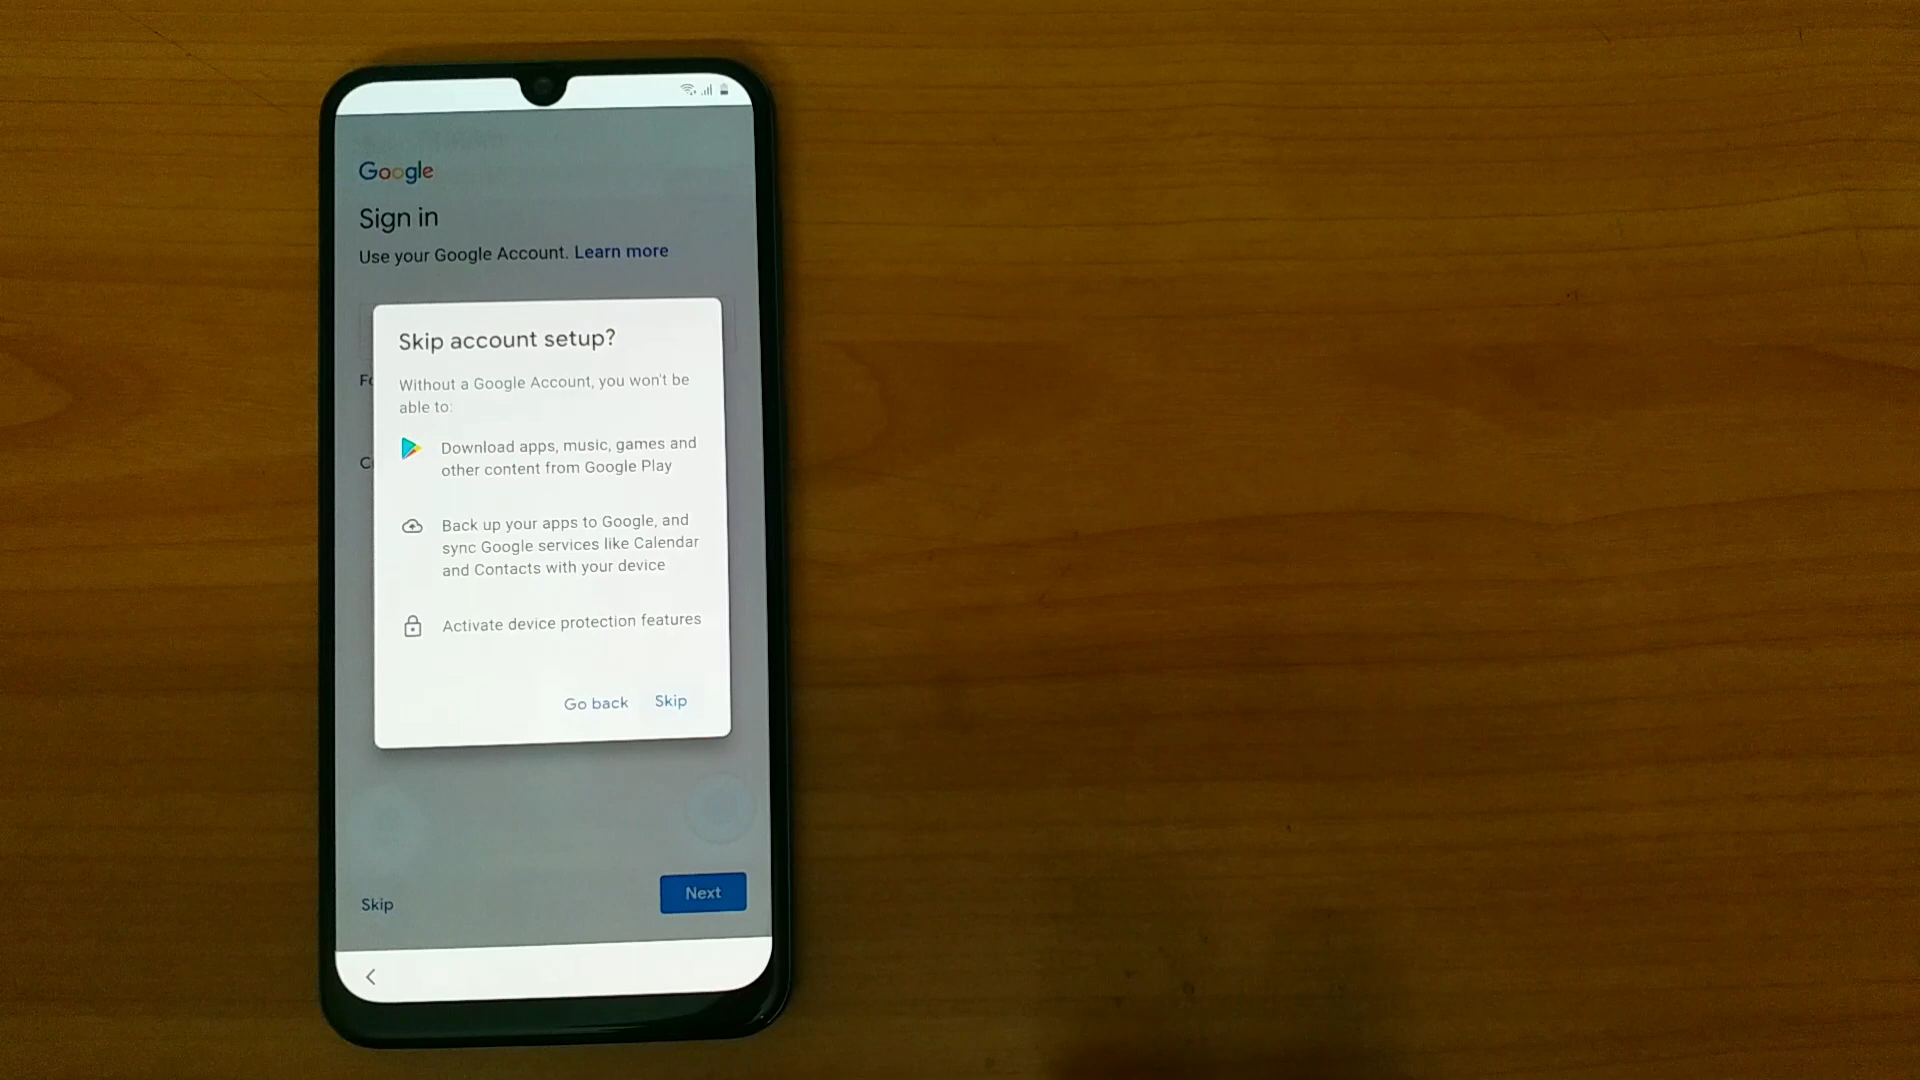 Google
Sign in
Use your Google Account. Learn more
Skip account setup?
Without a Google Account, you won't be
able to:
Download apps, music, games and
other content from Google Play
Back up your apps to Google, and
sync Google services like Calendar
and Contacts with your device
Activate device protection features
Go back Skip
Skip Next